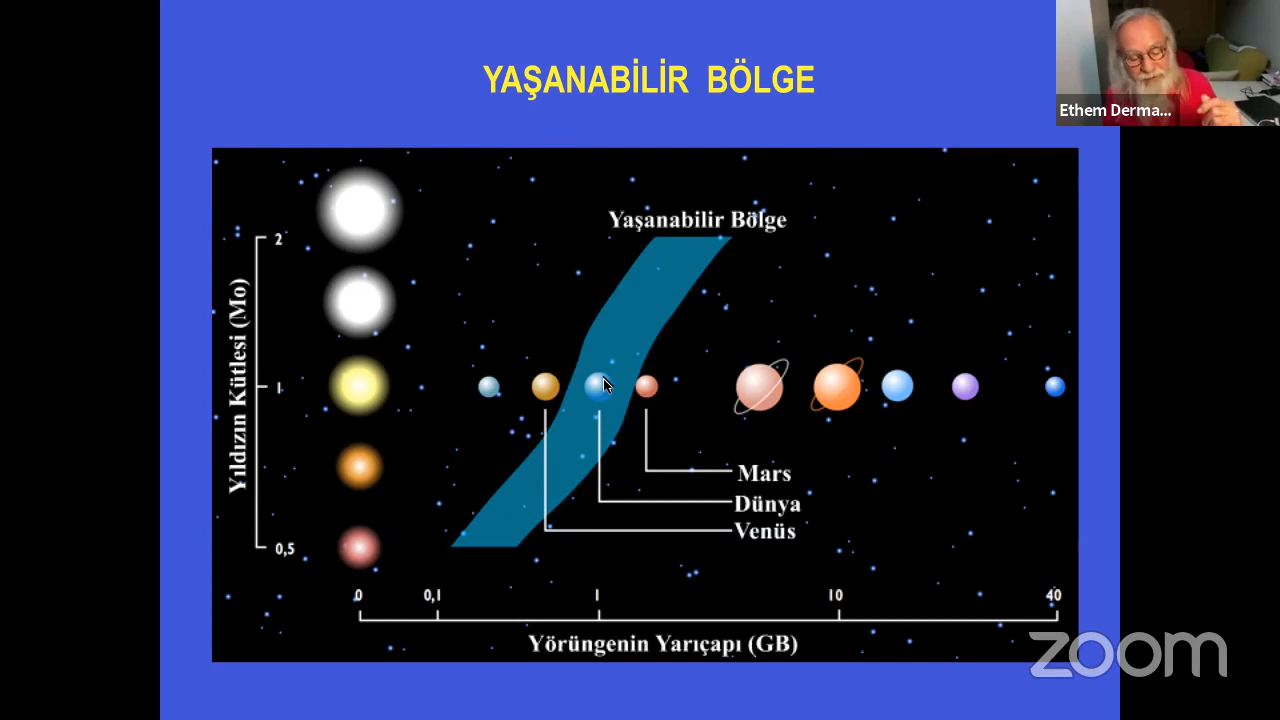 YAŞANABİLİR BÖLGE
Ethem Derma...
Yaşanabilir Bölge
2
Yıldızın Kütlesi (Mo)
1
Mars
Dünya
Venüs
0,5
0 0,1 1 10 40
Yörüngenin Yarıçapı (GB)
zoom